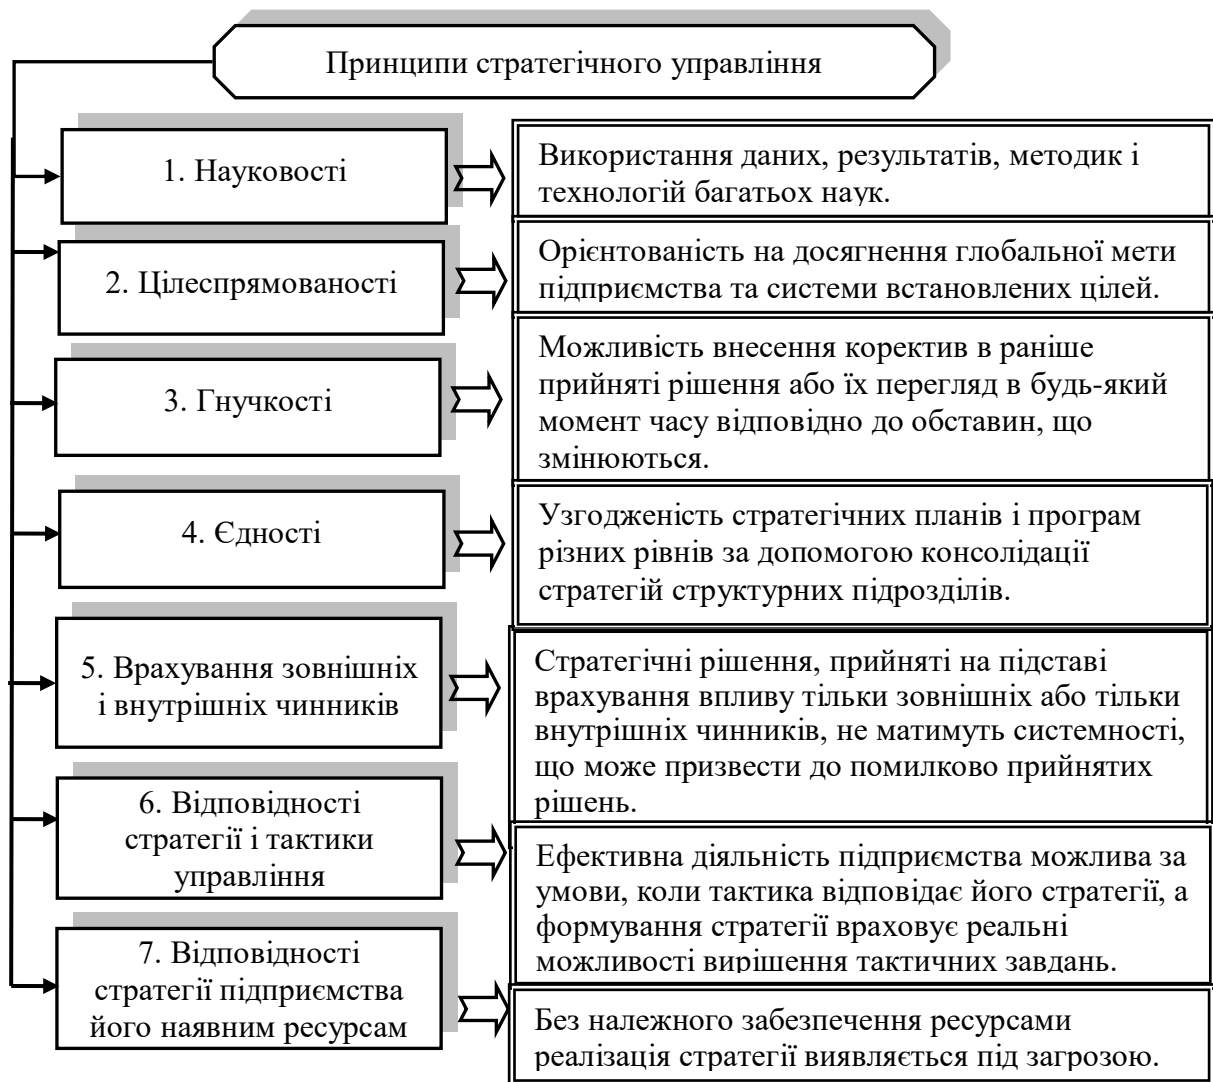 Принципи стратегічного управління
1. Науковості
Використання даних, результатів, методик і
технологій багатьох наук.
2. Цілеспрямованості
Орієнтованість на досягнення глобальної мети
підприємства та системи встановлених цілей.
3. Гнучкості
Можливість внесення коректив в раніше
прийняті рішення або їх перегляд в будь-який
момент часу відповідно до обставин, що
змінюються.
4. Єдності
Узгодженість стратегічних планів і програм
різних рівнів за допомогою консолідації
стратегій структурних підрозділів.
5. Врахування зовнішніх
і внутрішніх чинників
Стратегічні рішення, прийняті на підставі
врахування впливу тільки зовнішніх або тільки
внутрішніх чинників, не матимуть системності,
що може призвести до помилково прийнятих
рішень.
6. Відповідності
стратегії і тактики
управління
Ефективна діяльність підприємства можлива за
умови, коли тактика відповідає його стратегії, а
формування стратегії враховує реальні
можливості вирішення тактичних завдань.
7. Відповідності
стратегії підприємства
його наявним ресурсам
Без належного забезпечення ресурсами
реалізація стратегії виявляється під загрозою.